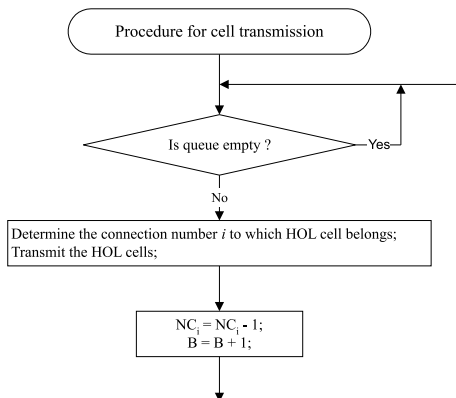 Procedure for cell transmission
Is queue empty ?
Yes
No
Determine the connection number i to which HOL cell belongs;
Transmit the HOL cells;
NCi = NCi - 1;
B = B + 1;